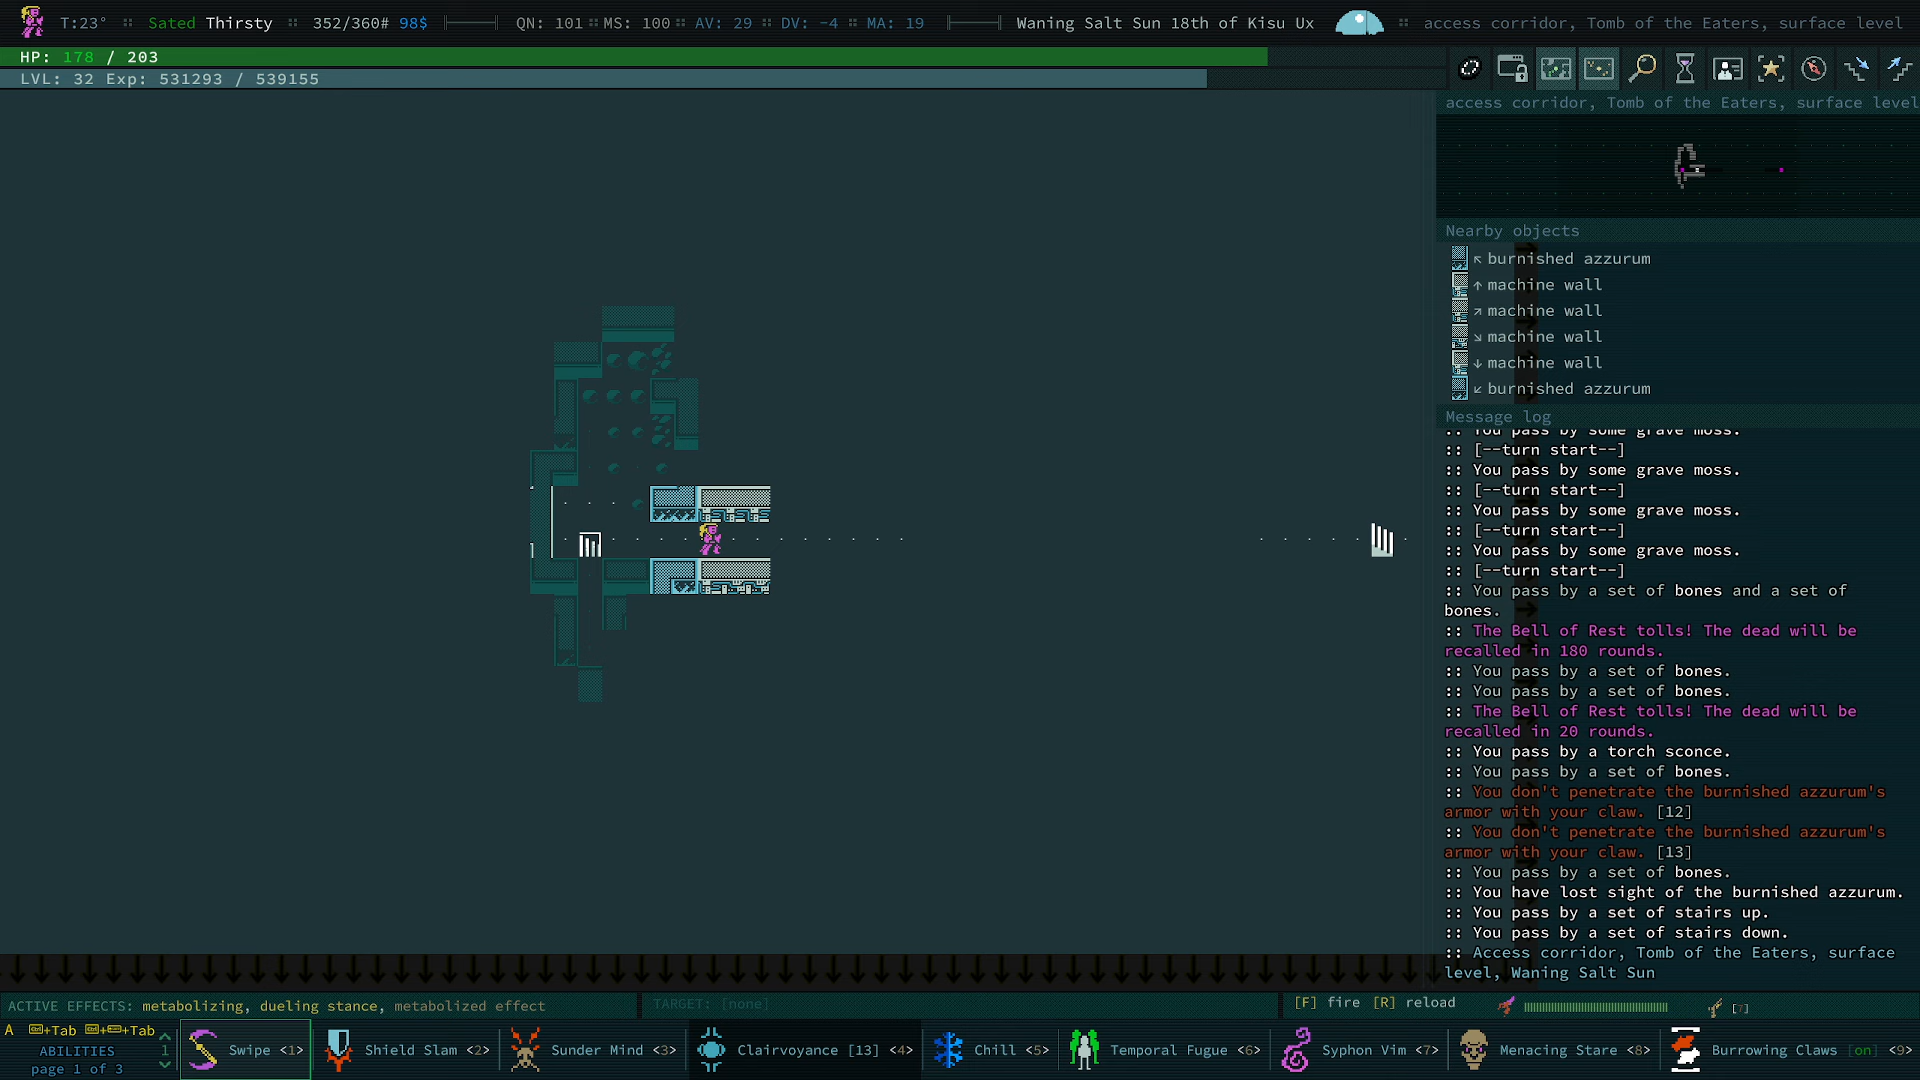 T:23° :: Sated Thirsty :: 352/360# 98$ QN: 101 :: MS: 100 :: AV: 29 :: DV: -4 :: MA: 19 Waning Salt Sun 18th of Kisu Ux :: access corridor, Tomb of the Eaters, surface level
HP: 178 / 203
LVL: 32 Exp: 531293 / 539155
access corridor, Tomb of the Eaters, surface level
Nearby objects
↖ burnished azzurum
↑ machine wall
↗ machine wall
↘ machine wall
↓ machine wall
↙ burnished azzurum
Message log
:: You pass by some grave moss.
:: [--turn start--]
:: You pass by some grave moss.
:: [--turn start--]
:: You pass by some grave moss.
:: [--turn start--]
:: You pass by some grave moss.
:: [--turn start--]
:: You pass by a set of bones and a set of
bones.
:: The Bell of Rest tolls! The dead will be
recalled in 180 rounds.
:: You pass by a set of bones.
:: You pass by a set of bones.
:: The Bell of Rest tolls! The dead will be
recalled in 20 rounds.
:: You pass by a torch sconce.
:: You pass by a set of bones.
:: You don't penetrate the burnished azzurum's
armor with your claw. [12]
:: You don't penetrate the burnished azzurum's
armor with your claw. [13]
:: You pass by a set of bones.
:: You have lost sight of the burnished azzurum.
:: You pass by a set of stairs up.
:: You pass by a set of stairs down.
:: Access corridor, Tomb of the Eaters, surface
level, Waning Salt Sun
ACTIVE EFFECTS: metabolizing, dueling stance, metabolized effect
TARGET: [none]
[F] fire [R] reload
[7]
A +Tab +Tab
ABILITIES 1
page 1 of 3
Swipe <1>
Shield Slam <2>
Sunder Mind <3>
Clairvoyance [13] <4>
Chill <5>
Temporal Fugue <6>
Syphon Vim <7>
Menacing Stare <8>
Burrowing Claws [on] <9>